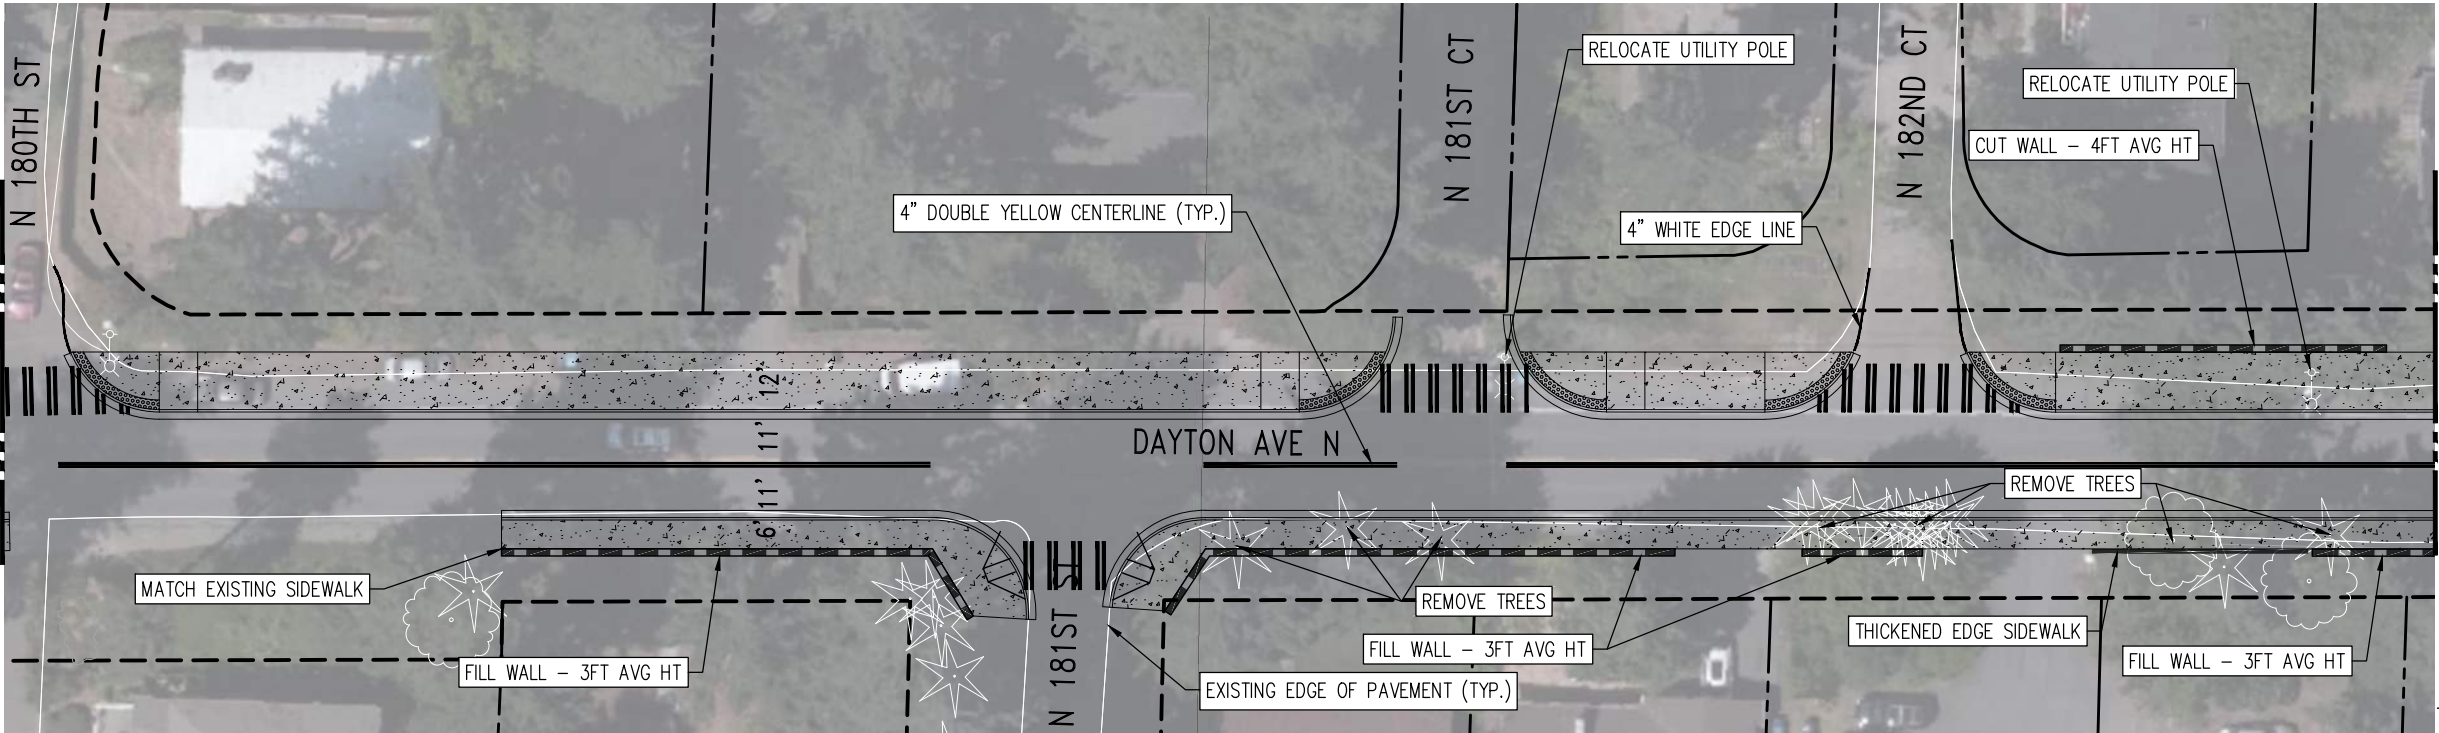 N 180TH ST
N 181ST CT
N 182ND CT
RELOCATE UTILITY POLE
RELOCATE UTILITY POLE
CUT WALL – 4FT AVG HT
4" DOUBLE YELLOW CENTERLINE (TYP.)
4" WHITE EDGE LINE
12'
11'
DAYTON AVE N
11'
6'
REMOVE TREES
MATCH EXISTING SIDEWALK
REMOVE TREES
N 181ST ST
THICKENED EDGE SIDEWALK
FILL WALL – 3FT AVG HT
FILL WALL – 3FT AVG HT
FILL WALL – 3FT AVG HT
EXISTING EDGE OF PAVEMENT (TYP.)